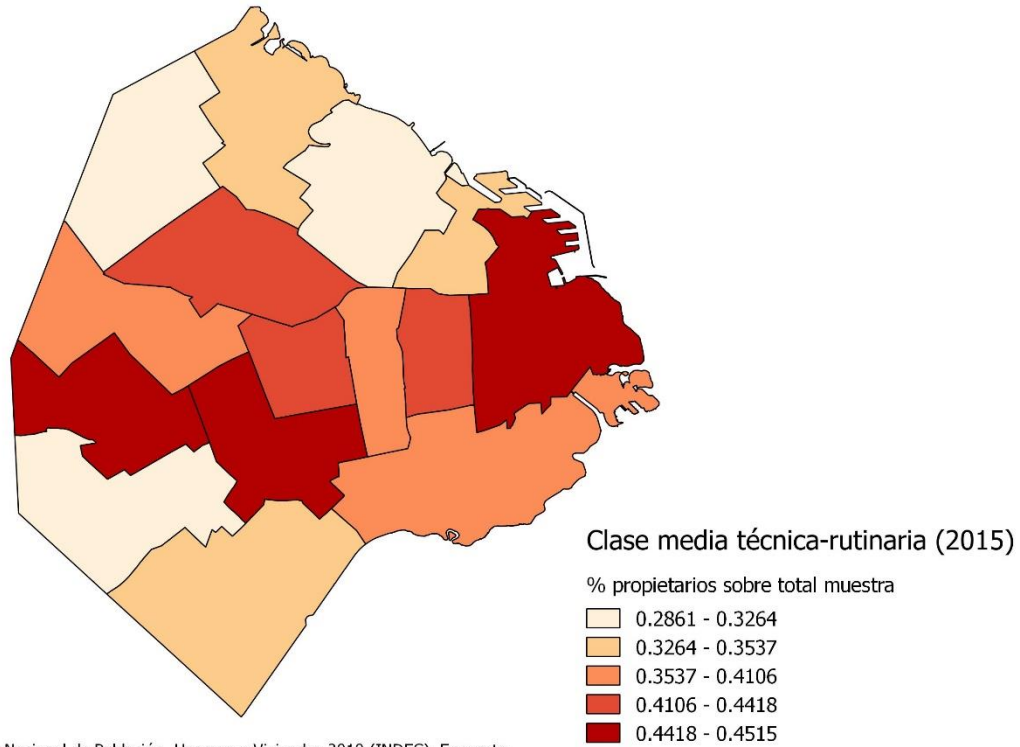 Clase media técnica-rutinaria (2015)
% propietarios sobre total muestra
0.2861 - 0.3264
0.3264 - 0.3537
0.3537 - 0.4106
0.4106 - 0.4418
0.4418 - 0.4515
Nacional de Población, Hogares y Vivienda 2010 (INDEC), Encuesta